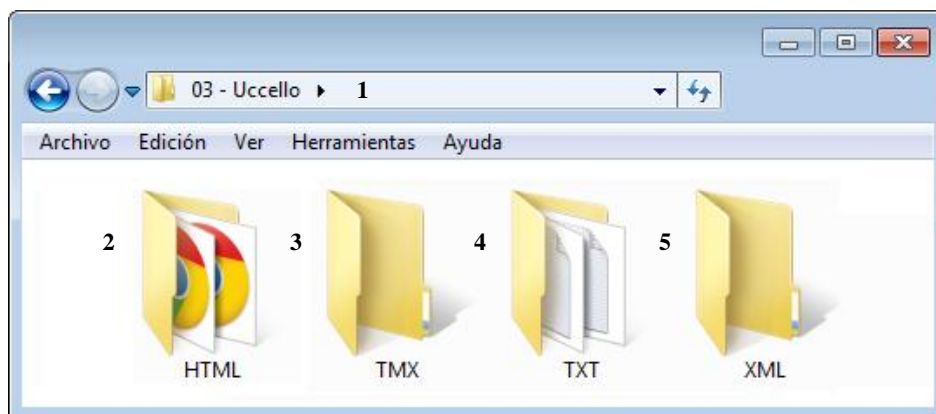 03 - Uccello 1
Archivo Edición Ver Herramientas Ayuda
2 3 4 5
HTML TMX TXT XML